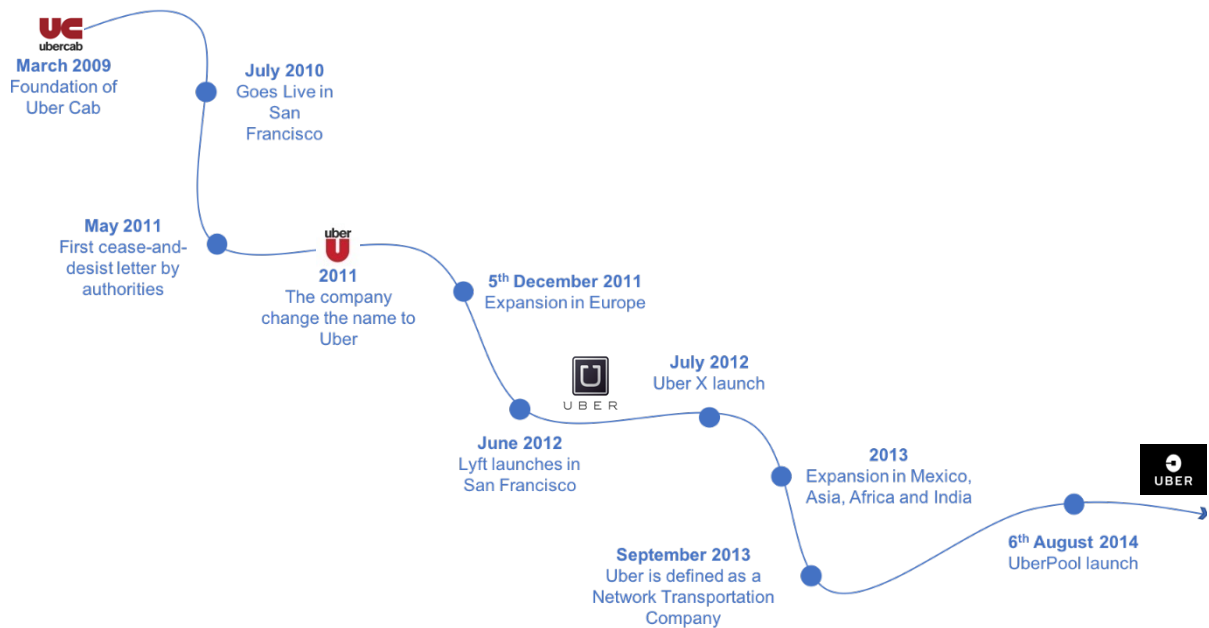 UC
ubercab
March 2009
Foundation of
Uber Cab
July 2010
Goes Live in
San
Francisco
May 2011
First cease-and-
desist letter by
authorities
uber
U
2011
The company
change the name to
Uber
5th December 2011
Expansion in Europe
U
UBER
June 2012
Lyft launches in
San Francisco
July 2012
Uber X launch
2013
Expansion in Mexico,
Asia, Africa and India
September 2013
Uber is defined as a
Network Transportation
Company
UBER
6th August 2014
UberPool launch